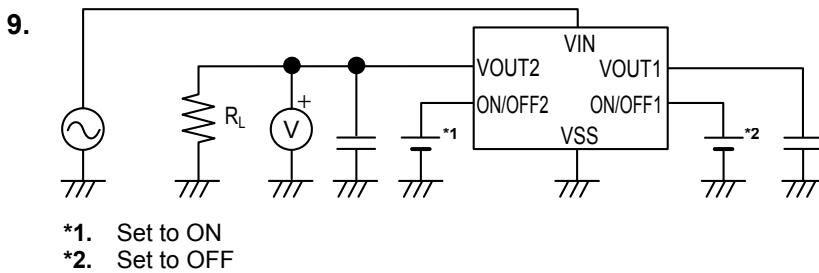 9.
VIN
VOUT2 VOUT1
ON/OFF2 ON/OFF1
VSS
RL
+
V
*1
*2
*1. Set to ON
*2. Set to OFF